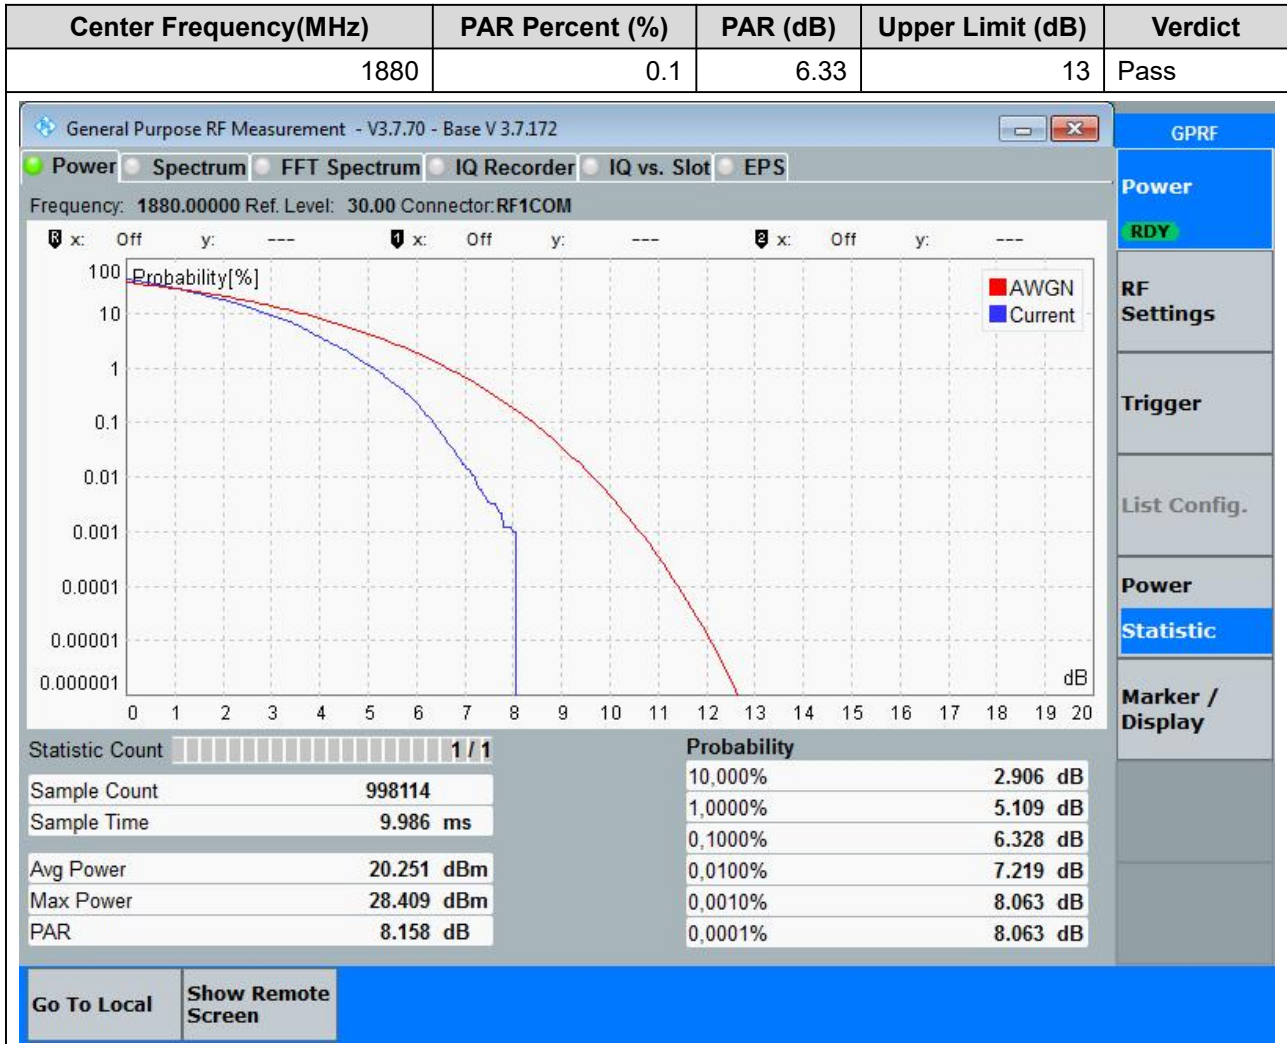 Center Frequency(MHz) PAR Percent (%) PAR (dB) Upper Limit (dB) Verdict
1880 0.1 6.33 13 Pass
General Purpose RF Measurement - V3.7.70 - Base V 3.7.172
GPRF
Power Spectrum FFT Spectrum IQ Recorder IQ vs. Slot EPS
Frequency: 1880.00000 Ref. Level: 30.00 Connector:RF1COM
R x: Off y: --- 1 x: Off y: --- 2 x: Off y: ---
Probability[%]
100
10
1
0.1
0.01
0.001
0.0001
0.00001
0.000001
AWGN
Current
dB
0 1 2 3 4 5 6 7 8 9 10 11 12 13 14 15 16 17 18 19 20
Statistic Count 1 / 1
Sample Count 998114
Sample Time 9.986 ms
Avg Power 20.251 dBm
Max Power 28.409 dBm
PAR 8.158 dB
Probability
10,000% 2.906 dB
1,0000% 5.109 dB
0,1000% 6.328 dB
0,0100% 7.219 dB
0,0010% 8.063 dB
0,0001% 8.063 dB
Power
RDY
RF
Settings
Trigger
List Config.
Power
Statistic
Marker /
Display
Go To Local
Show Remote
Screen